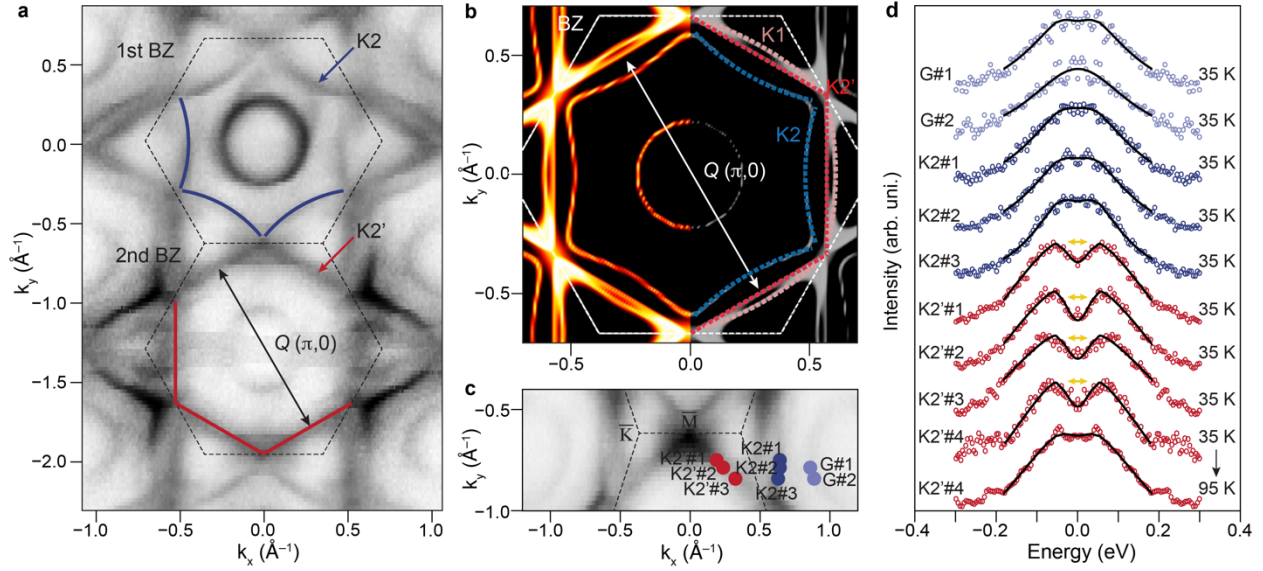 a
1st BZ
K2
0.5
0.0
−0.5
−1.0
−1.5
−2.0
k_y (Å⁻¹)
2nd BZ
K2'
Q (π,0)
−1.0
−0.5
0.0
0.5
1.0
k_x (Å⁻¹)
b
BZ
K1
K2'
K2
Q (π,0)
0.5
0.0
−0.5
k_y (Å⁻¹)
−0.5
0.0
0.5
c
K̅
M̅
K2'#1
K2'#2
K2'#3
K2#1
K2#2
K2#3
G#1
G#2
−0.5
−1.0
k_y (Å⁻¹)
−1.0
−0.5
0.0
0.5
1.0
k_x (Å⁻¹)
d
Intensity (arb. uni.)
G#1 35 K
G#2 35 K
K2#1 35 K
K2#2 35 K
K2#3 35 K
K2'#1 35 K
K2'#2 35 K
K2'#3 35 K
K2'#4 35 K
K2'#4 95 K
−0.4
−0.2
0.0
0.2
0.4
Energy (eV)